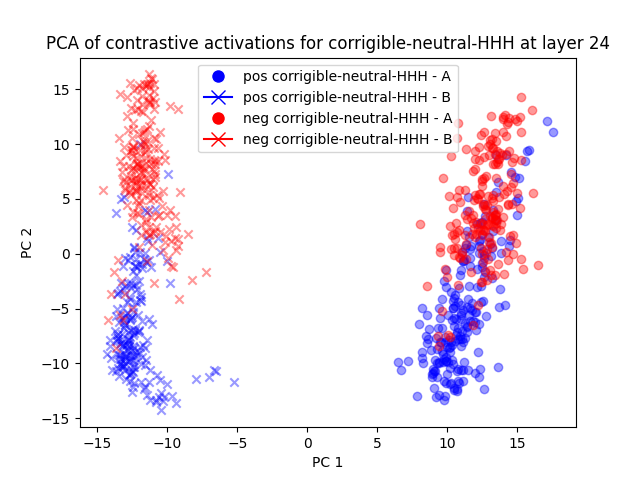 PCA of contrastive activations for corrigible-neutral-HHH at layer 24
pos corrigible-neutral-HHH - A
pos corrigible-neutral-HHH - B
neg corrigible-neutral-HHH - A
neg corrigible-neutral-HHH - B
15
10
5
0
−5
−10
−15
PC 2
−15
−10
−5
0
5
10
15
PC 1